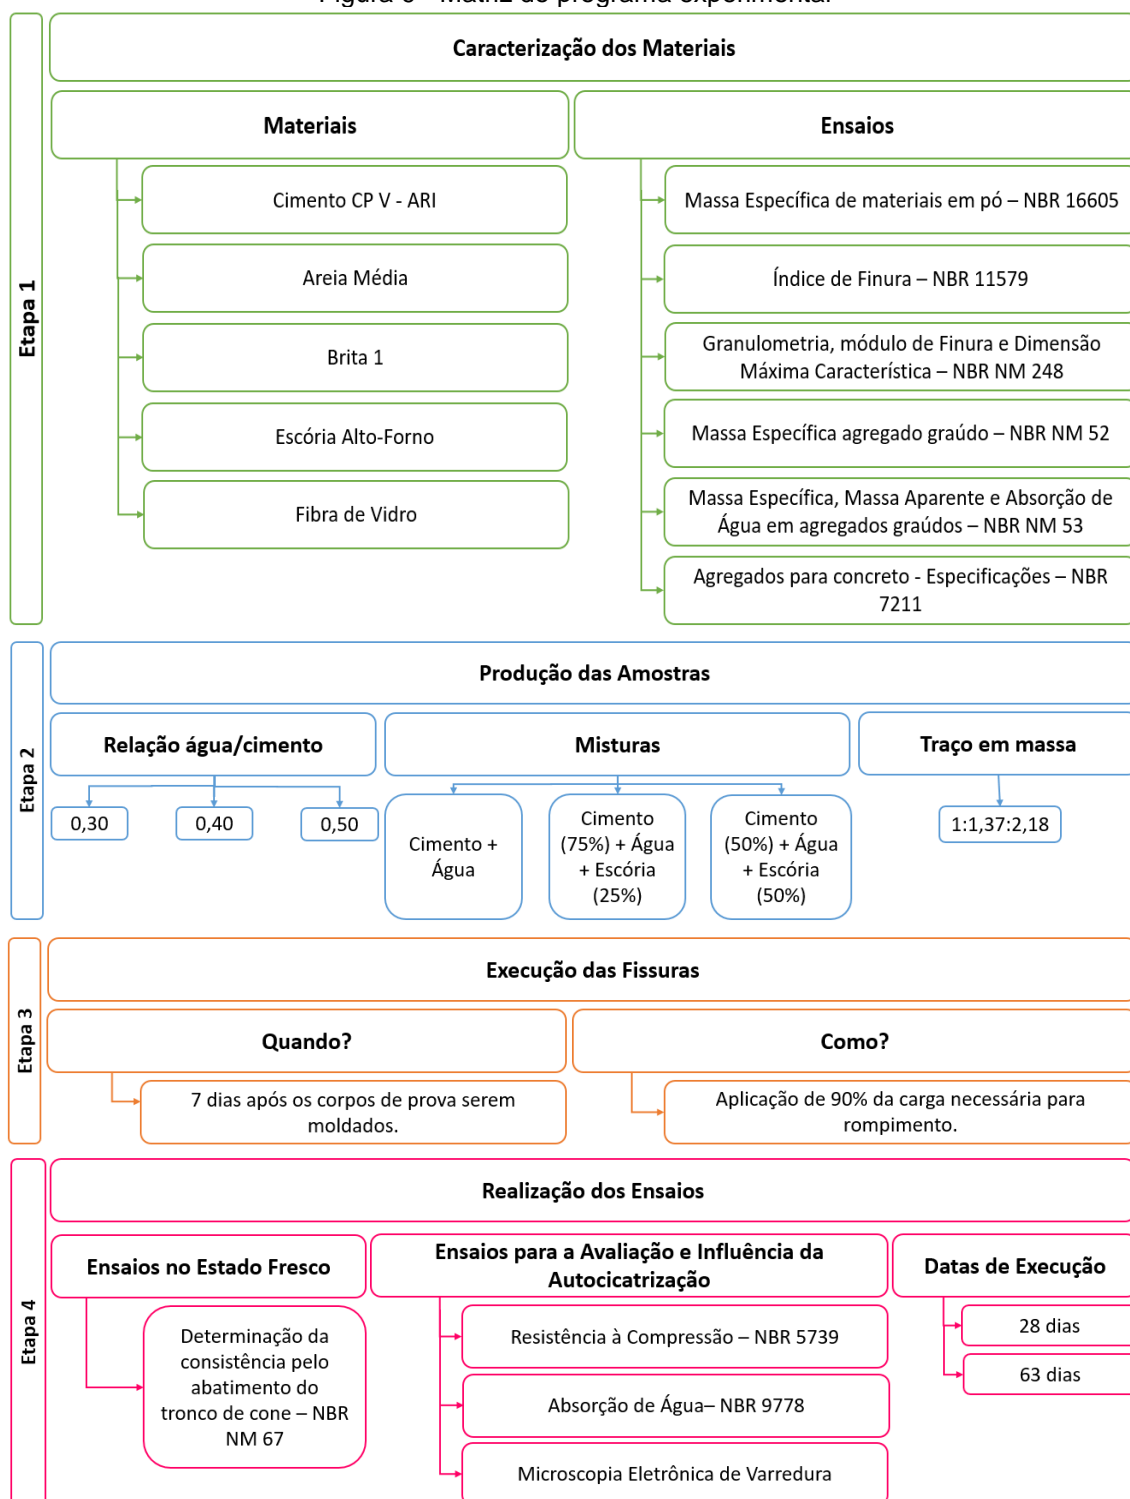 Figura 6 - Matriz do programa experimental
Etapa 1
Caracterização dos Materiais
Materiais
Cimento CP V - ARI
Areia Média
Brita 1
Escória Alto-Forno
Fibra de Vidro
Ensaios
Massa Específica de materiais em pó – NBR 16605
Índice de Finura – NBR 11579
Granulometria, módulo de Finura e Dimensão
Máxima Característica – NBR NM 248
Massa Específica agregado graúdo – NBR NM 52
Massa Específica, Massa Aparente e Absorção de
Água em agregados graúdos – NBR NM 53
Agregados para concreto - Especificações – NBR
7211
Etapa 2
Produção das Amostras
Relação água/cimento
0,30
0,40
0,50
Misturas
Cimento +
Água
Cimento
(75%) + Água
+ Escória
(25%)
Cimento
(50%) + Água
+ Escória
(50%)
Traço em massa
1:1,37:2,18
Etapa 3
Execução das Fissuras
Quando?
7 dias após os corpos de prova serem
moldados.
Como?
Aplicação de 90% da carga necessária para
rompimento.
Etapa 4
Realização dos Ensaios
Ensaios no Estado Fresco
Determinação da
consistência pelo
abatimento do
tronco de cone – NBR
NM 67
Ensaios para a Avaliação e Influência da
Autocicatrização
Resistência à Compressão – NBR 5739
Absorção de Água– NBR 9778
Microscopia Eletrônica de Varredura
Datas de Execução
28 dias
63 dias